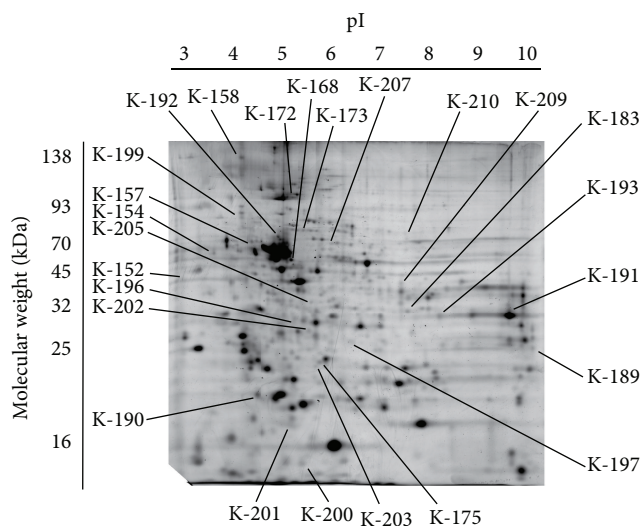 pI
3 4 5 6 7 8 9 10
K-207
K-168
K-158
K-192
K-172
K-173
K-210
K-209
K-183
138
K-199
K-193
93
K-157
K-154
70
K-205
45
K-152
K-191
K-196
32
K-202
25
K-189
Molecular weight (kDa)
K-190
16
K-197
K-201
K-200
K-203
K-175